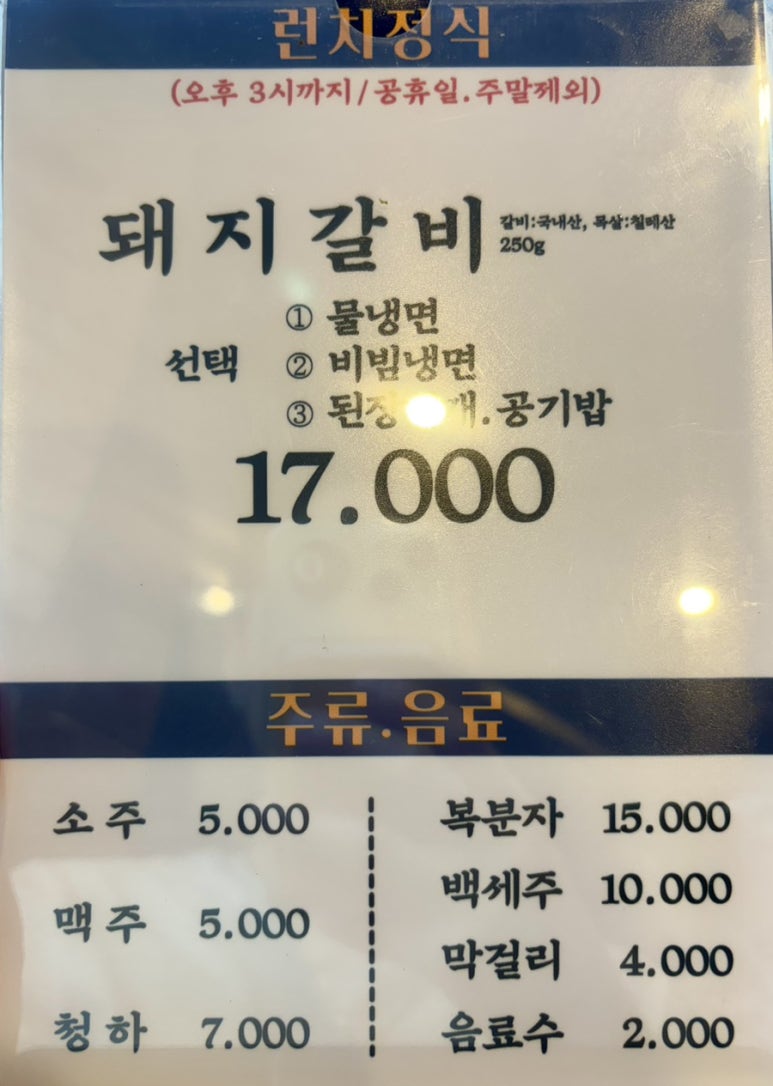 런치정식
(오후 3시까지/공휴일.주말제외)
돼지갈비
갈비:국내산, 목살:칠레산
250g
선택
① 물냉면
② 비빔냉면
③ 된장 .공기밥
17.000
주류.음료
소주 5.000
맥주 5.000
청하 7.000
복분자 15.000
백세주 10.000
막걸리 4.000
음료수 2.000